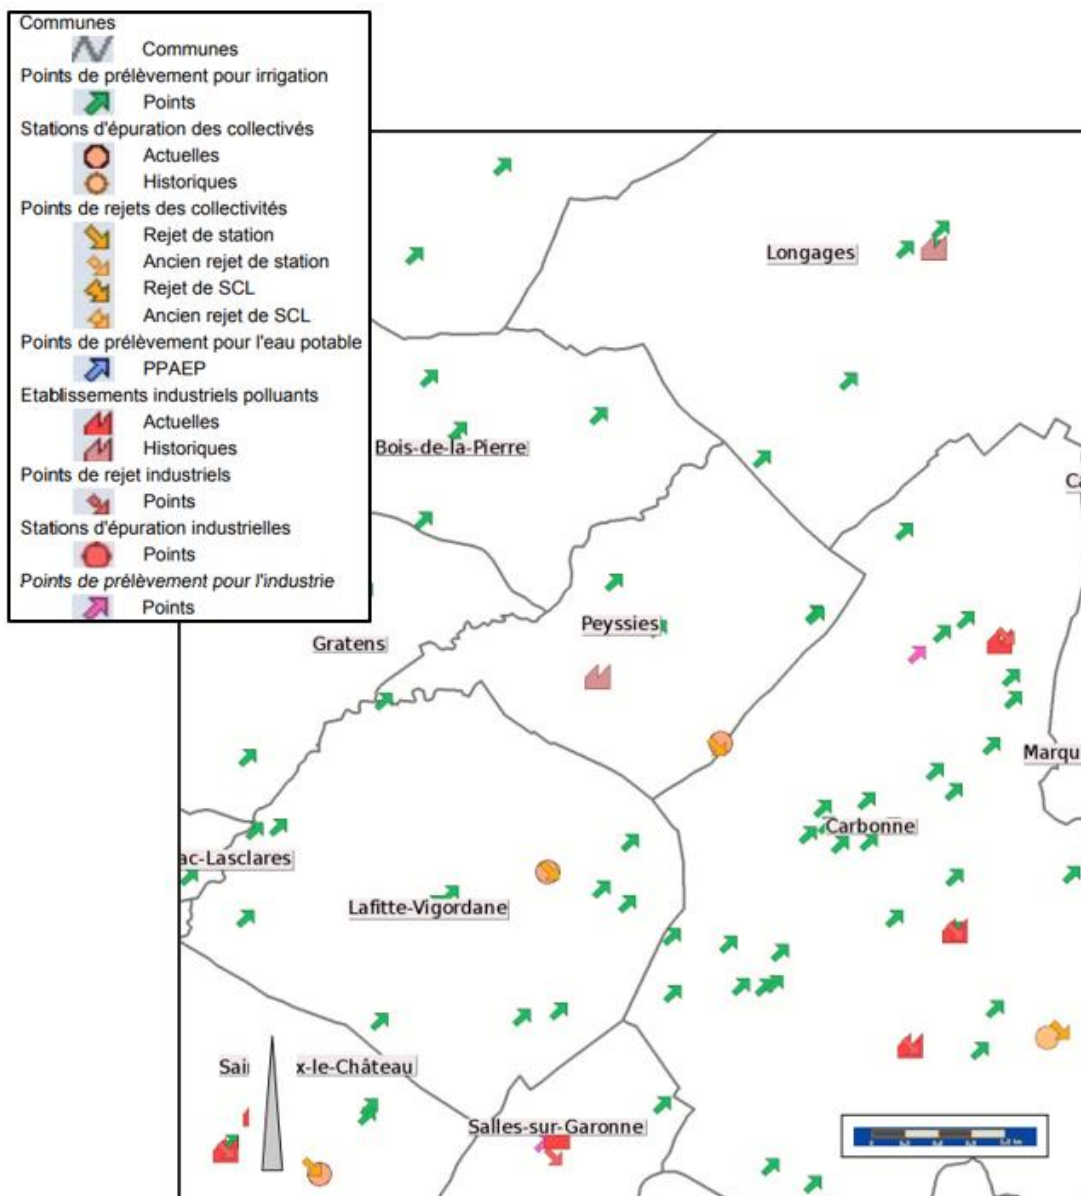 Communes
Communes
Points de prélèvement pour irrigation
Points
Stations d'épuration des collectivés
Actuelles
Historiques
Points de rejets des collectivités
Rejet de station
Ancien rejet de station
Rejet de SCL
Ancien rejet de SCL
Points de prélèvement pour l'eau potable
PPAEP
Etablissements industriels polluants
Actuelles
Historiques
Points de rejet industriels
Points
Stations d'épuration industrielles
Points
Points de prélèvement pour l'industrie
Points
Longages
Bois-de-la-Pierre
Ca
Peyssies
Gratens
Marqu
Carbonne
ac-Lasclares
Lafitte-Vigordane
Sai x-le-Château
Salles-sur-Garonne